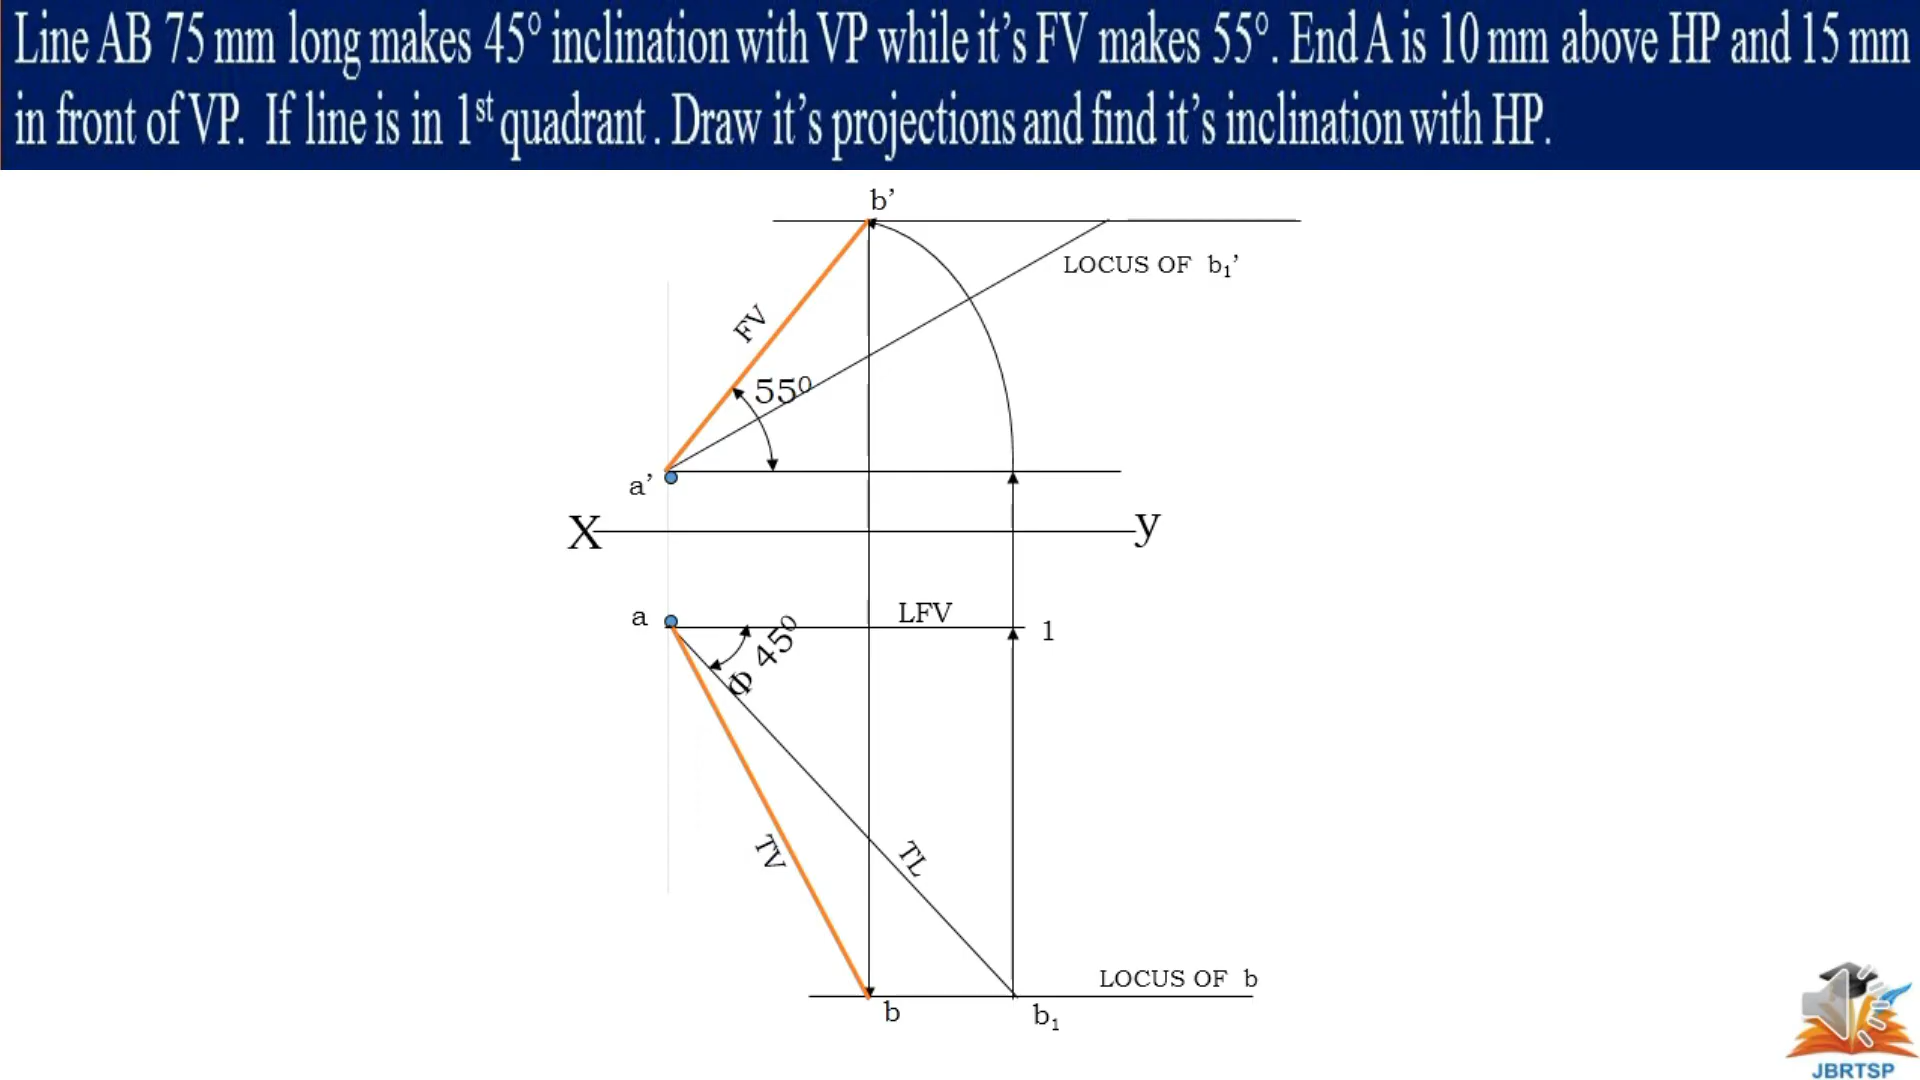 Line AB 75 mm long makes 45° inclination with VP while it’s FV makes 55°. End A is 10 mm above HP and 15 mm
in front of VP. If line is in 1st quadrant. Draw it’s projections and find it’s inclination with HP.
b’
LOCUS OF b₁’
FV
55⁰
a’
X
y
a
LFV
1
Φ 45⁰
TV
TL
LOCUS OF b
b
b₁
JBRTSP